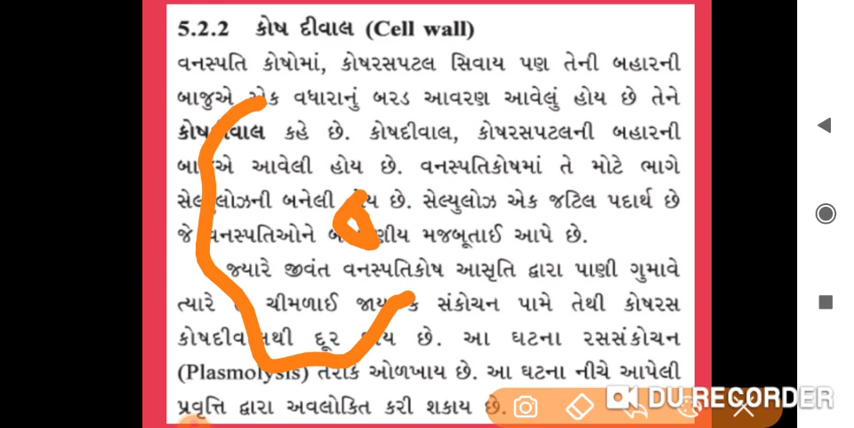 5.2.2 કોષ દીવાલ (Cell wall)
વનસ્પતિ કોષોમાં, કોષરસપટલ સિવાય પણ તેની બહારની
બાજુએ એક વધારાનું બરડ આવરણ આવેલું હોય છે તેને
કોષદીવાલ કહે છે. કોષદીવાલ, કોષરસપટલની બહારની
બાજુએ આવેલી હોય છે. વનસ્પતિકોષમાં તે મોટે ભાગે
સેલ્યુલોઝની બનેલી હોય છે. સેલ્યુલોઝ એક જટિલ પદાર્થ છે
જે વનસ્પતિઓને મજબૂતાઈ આપે છે.
જ્યારે જીવંત વનસ્પતિકોષ આસૃતિ દ્વારા પાણી ગુમાવે
ત્યારે ચીમળાઈ જાય કે સંકોચન પામે તેથી કોષરસ
કોષદીવાલથી દૂર થાય છે. આ ઘટના રસસંકોચન
(Plasmolysis) તરીકે ઓળખાય છે. આ ઘટના નીચે આપેલી
પ્રવૃત્તિ દ્વારા અવલોકિત કરી શકાય છે.
DU RECORDER